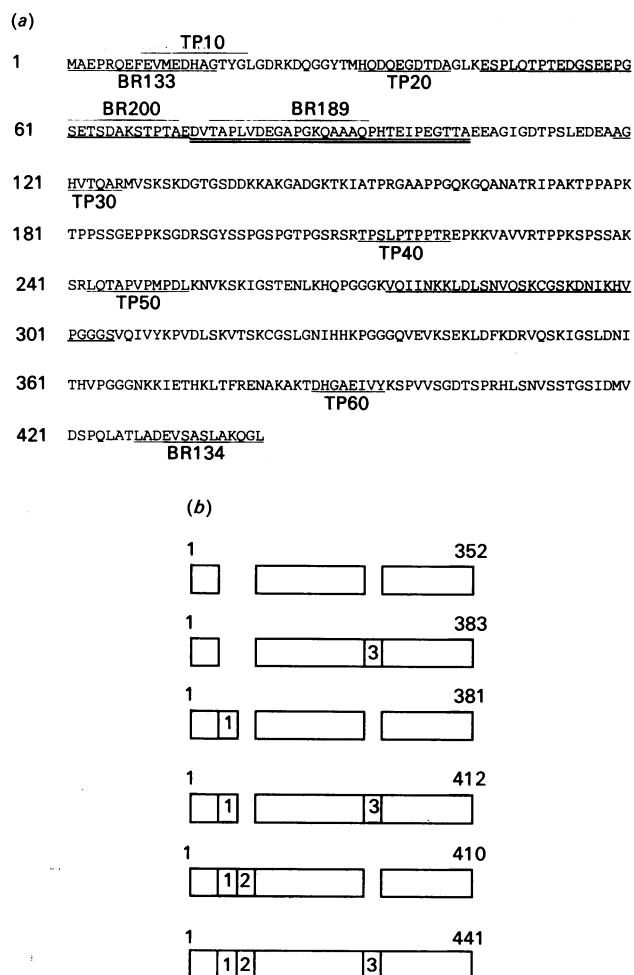 (a)
TP10
1 MAEPRQEFEVMEDHAGTYGLGDRKDQGGYTMHQDQEGDTDAGLKESPLQTPTEDGSEEPG
BR133 TP20
BR200 BR189
61 SETSDAKSTPTAEDVTAPLVDEGAPGKQAAAQPHTEIPEGTTAEEAGIGDTPSLEDEAAG
121 HVTQARMVSKSKDGTGSDDKKAKGADGKTKIATPRGAAPPGQKGQANATRIPAKTPPAPK
TP30
181 TPPSSGEPPKSGDRSGYSSPGSPGTPGSRSRTPSLPTPPTREPKKVAVVRTPPKSPSSAK
TP40
241 SRLQTAPVPMPDLKNVKSKIGSTENLKHQPGGGKVQIINKKLDLSNVQSKCGSKDNIKHV
TP50
301 PGGGSVQIVYKPVDLSKVTSKCGSLGNIHHKPGGGQVEVKSEKLDFKDRVQSKIGSLDNI
361 THVPGGGNKKIETHKLTFRENAKAKTDHGAEIVYKSPVVSGDTSPRHLSNVSSTGSIDMV
TP60
421 DSPQLATLADEVSASLAKQGL
BR134
(b)
1 352
1 383
3
1 381
1
1 412
1 3
1 410
1 2
1 441
1 2 3